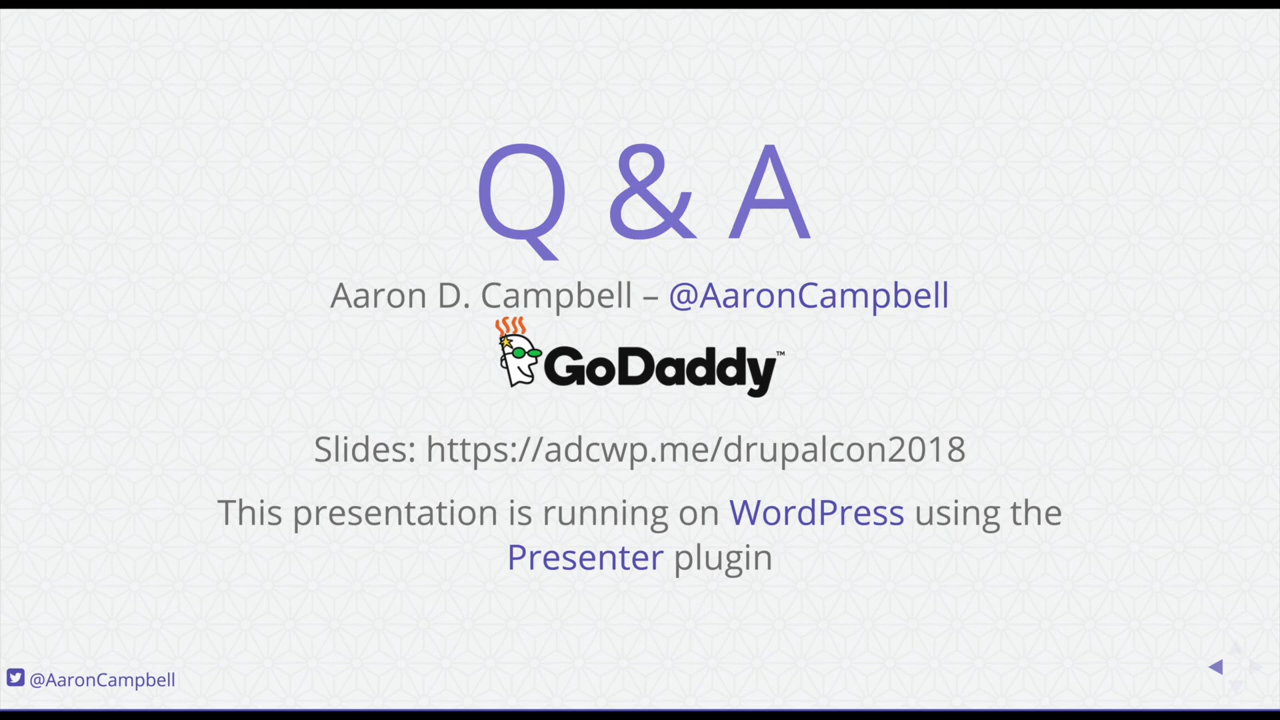 Q & A
Aaron D. Campbell – @AaronCampbell
GoDaddy™
Slides: https://adcwp.me/drupalcon2018
This presentation is running on WordPress using the
Presenter plugin
@AaronCampbell